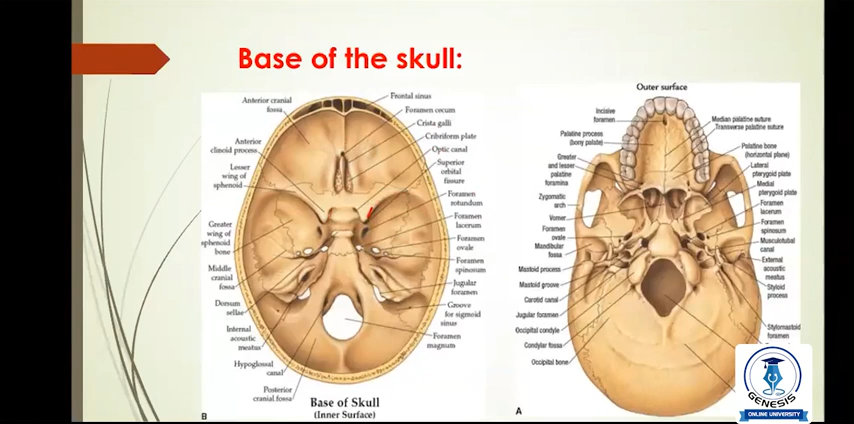 Base of the skull:
Anterior cranial
fossa
Anterior
clinoid process
Lesser
wing of
sphenoid
Greater
wing of
sphenoid
bone
Middle
cranial
fossa
Dorsum
sellae
Internal
acoustic
meatus
Hypoglossal
canal
Posterior
cranial fossa
Frontal sinus
Foramen cecum
Crista galli
Cribriform plate
Optic canal
Superior
orbital
fissure
Foramen
rotundum
Foramen
lacerum
Foramen
ovale
Foramen
spinosum
Jugular
foramen
Groove
for sigmoid
sinus
Foramen
magnum
Base of Skull
(Inner Surface)
B
Outer surface
Incisive
foramen
Palatine process
(bony palate)
Greater
and lesser
palatine
foramina
Zygomatic
arch
Vomer
Foramen
ovale
Mandibular
fossa
Mastoid process
Mastoid groove
Carotid canal
Jugular foramen
Occipital condyle
Condylar fossa
Occipital bone
Median palatine suture
Transverse palatine suture
Palatine bone
(horizontal plane)
Lateral
pterygoid plate
Medial
pterygoid plate
Foramen
lacerum
Foramen
spinosum
Musculotubal
canal
External
acoustic
meatus
Styloid
process
Stylomastoid
foramen
A
GENESIS
ONLINE UNIVERSITY